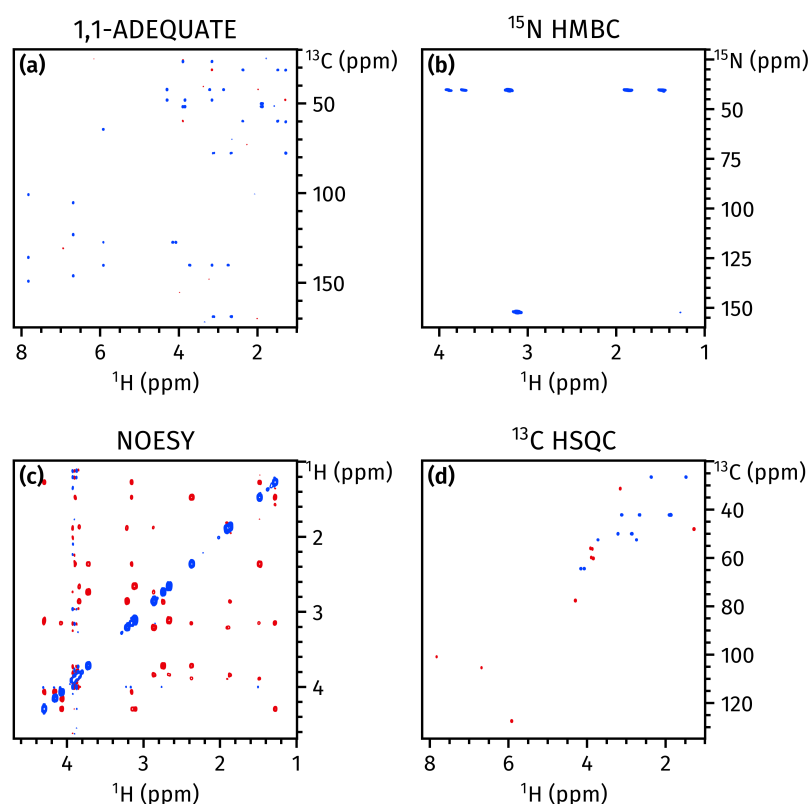 1,1-ADEQUATE
(a)
¹³C (ppm)
50
100
150
8 6 4 2
¹H (ppm)
¹⁵N HMBC
(b)
¹⁵N (ppm)
50
75
100
125
150
4 3 2 1
¹H (ppm)
NOESY
(c)
¹H (ppm)
2
3
4
4 3 2 1
¹H (ppm)
¹³C HSQC
(d)
¹³C (ppm)
40
60
80
100
120
8 6 4 2
¹H (ppm)